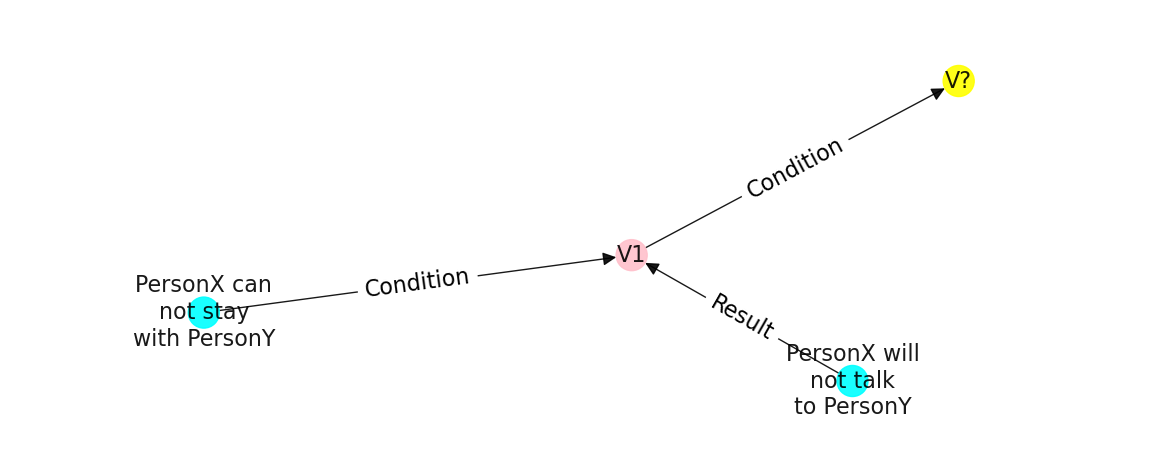 V?
Condition
V1
PersonX can
not stay
with PersonY
Condition
Result
PersonX will
not talk
to PersonY